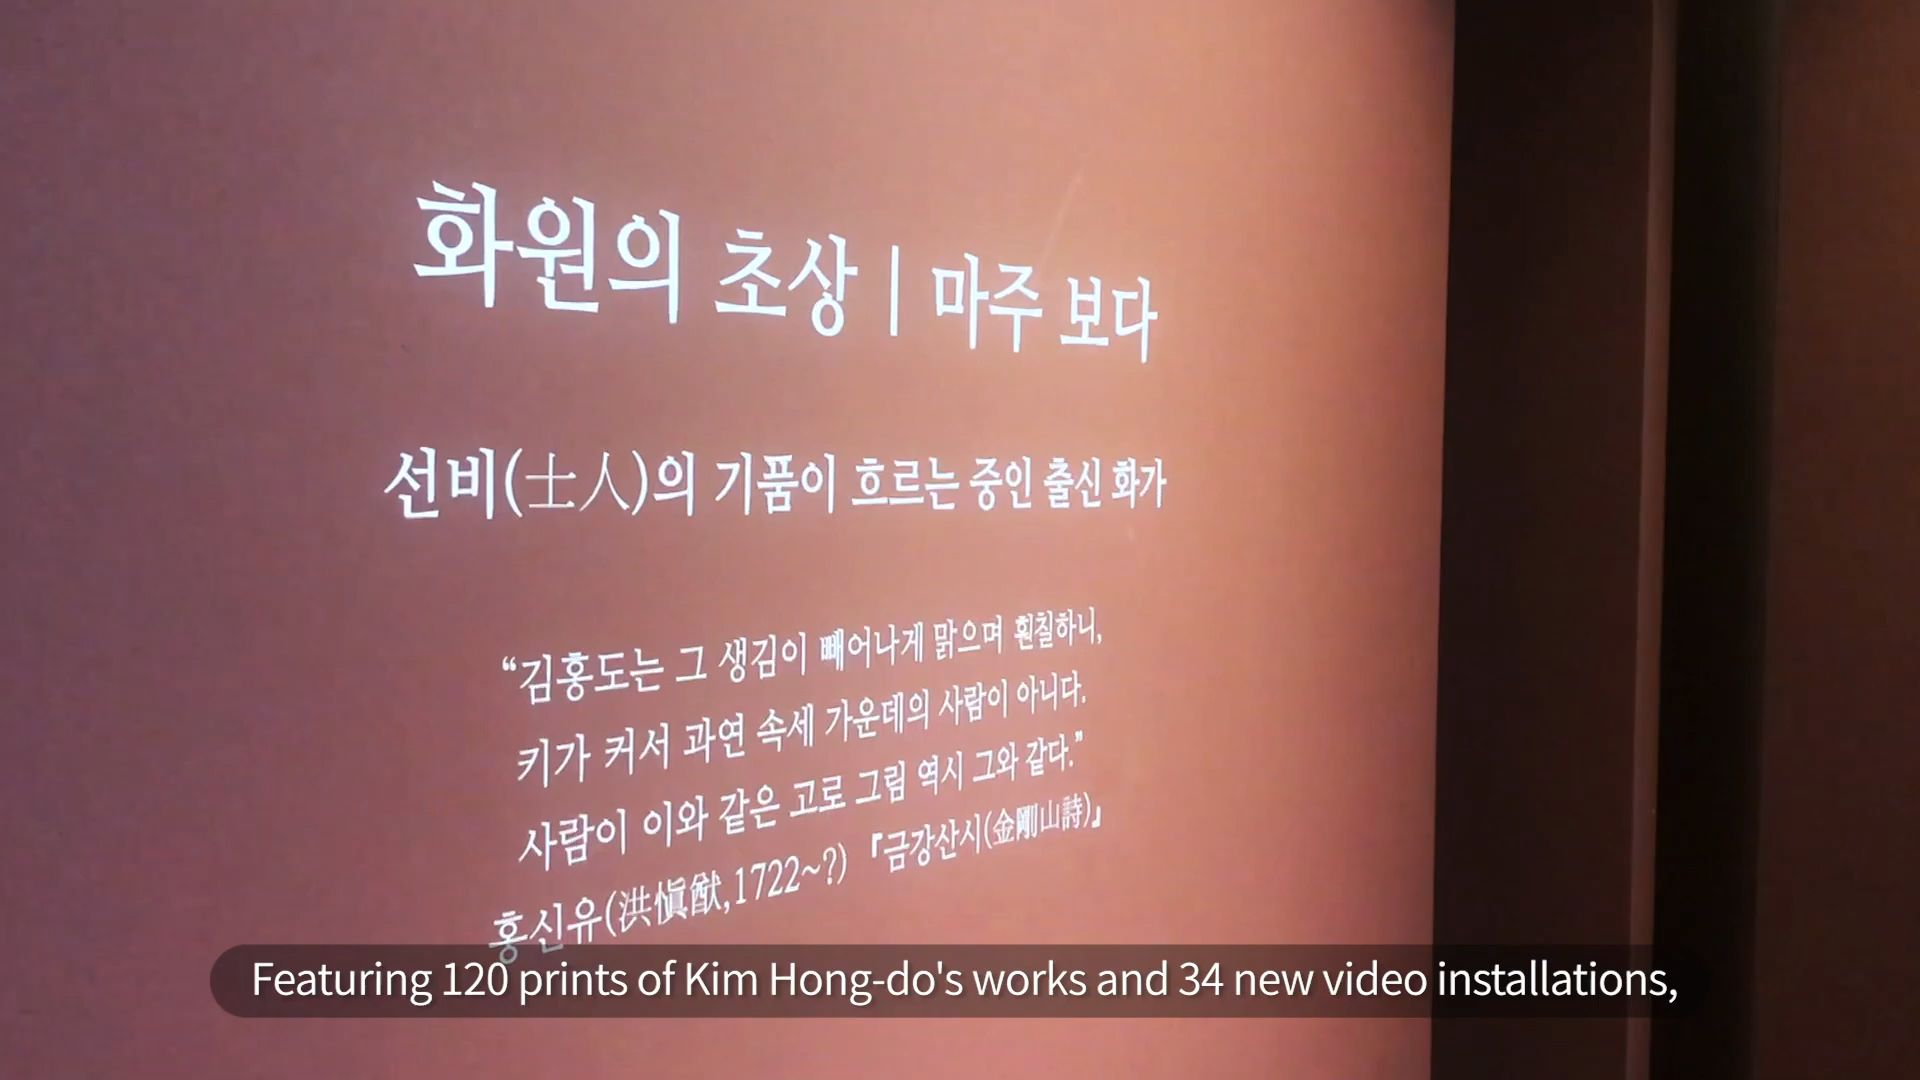 화원의 초상 | 마주 보다
선비(士人)의 기품이 흐르는 중인 출신 화가
“김홍도는 그 생김이 빼어나게 맑으며 훤칠하니,
키가 커서 과연 속세 가운데의 사람이 아니다.
사람이 이와 같은 고로 그림 역시 그와 같다.”
홍신유(洪愼猷,1722~?) 『금강산시(金剛山詩)』
Featuring 120 prints of Kim Hong-do's works and 34 new video installations,